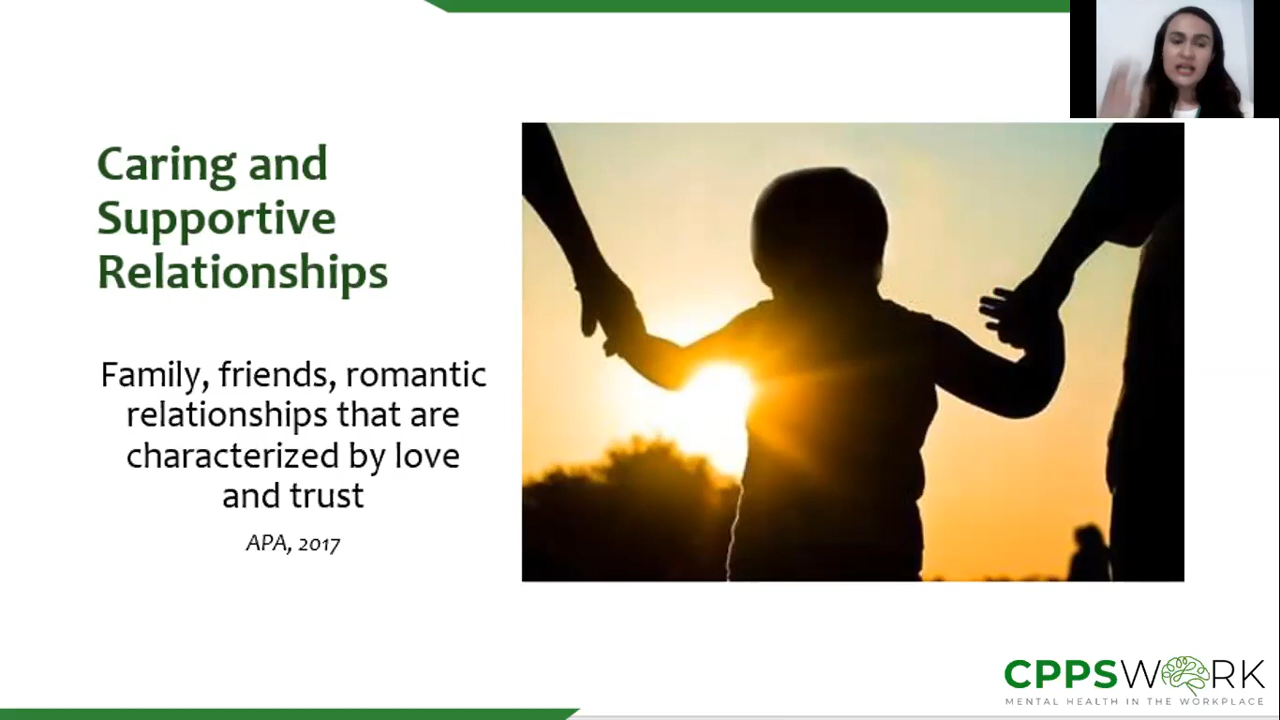 Caring and
Supportive
Relationships
Family, friends, romantic
relationships that are
characterized by love
and trust
APA, 2017
CPPSWORK
MENTAL HEALTH IN THE WORKPLACE